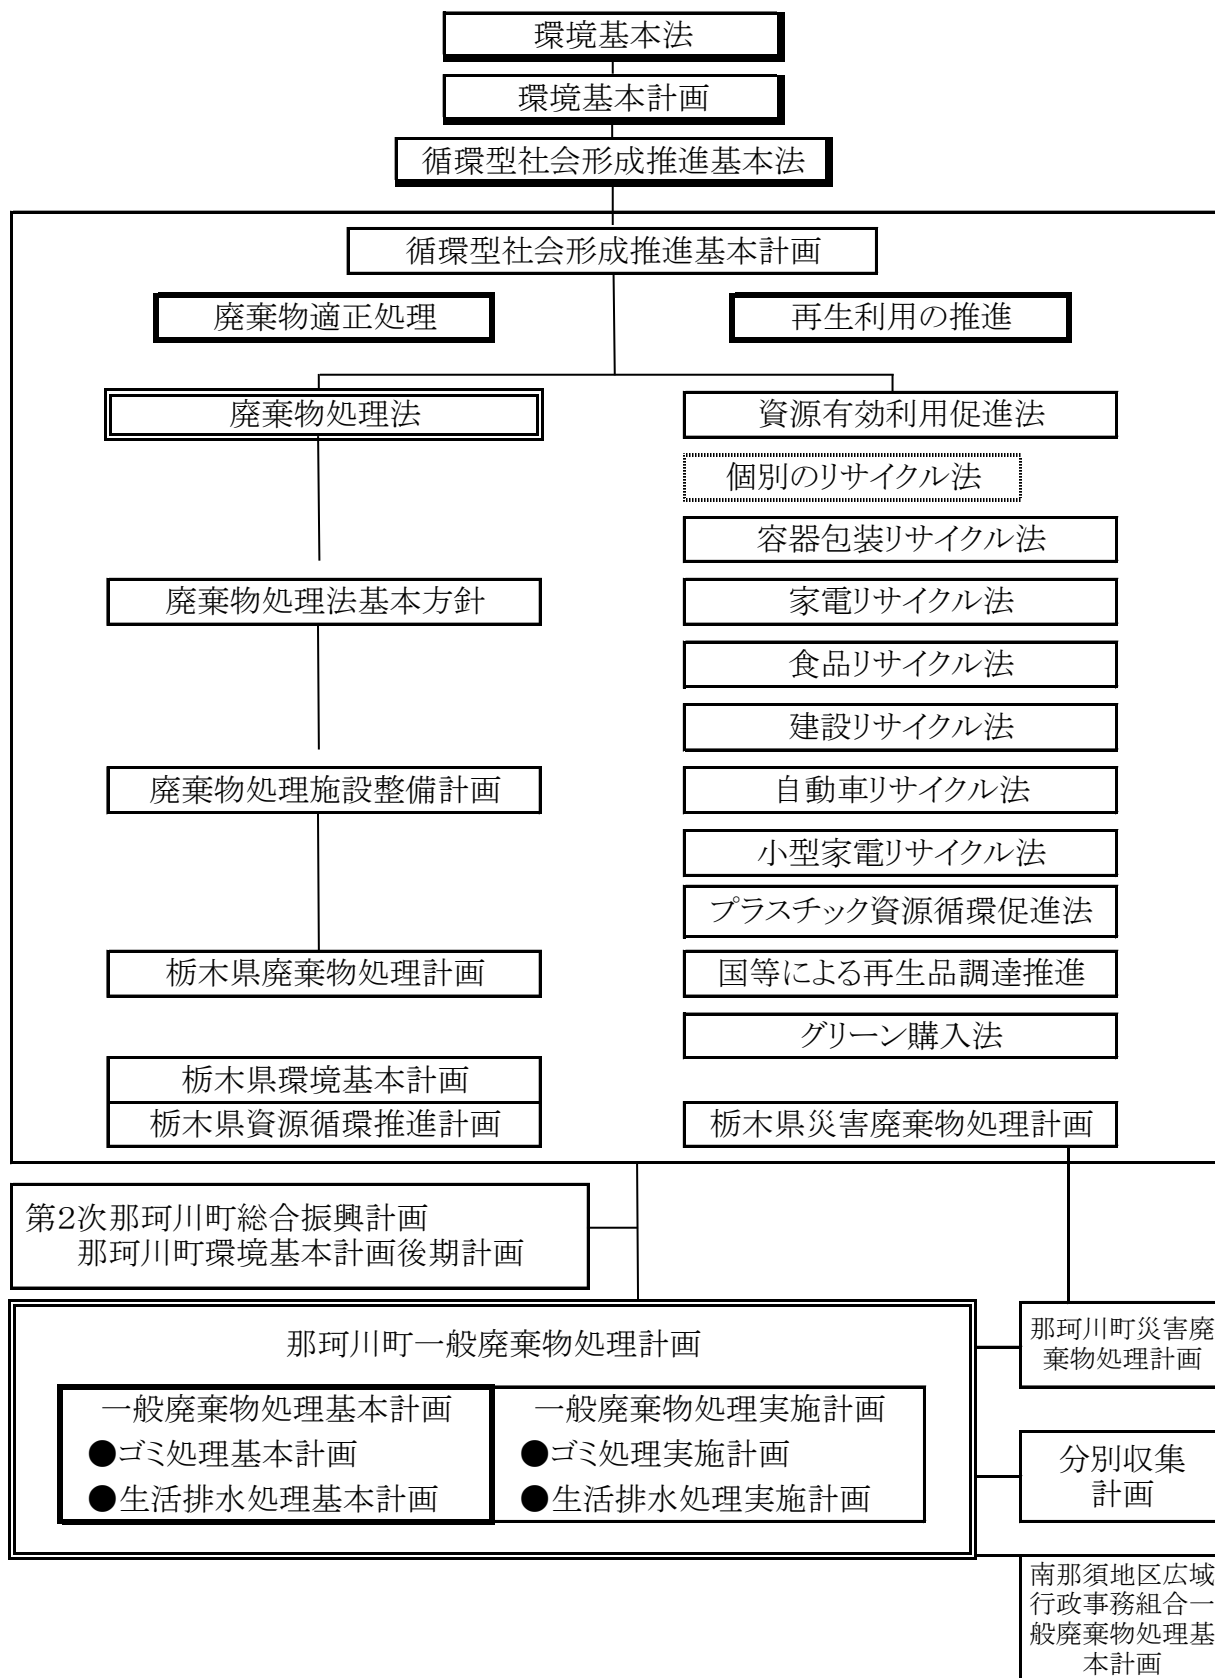 環境基本法
環境基本計画
循環型社会形成推進基本法
循環型社会形成推進基本計画
廃棄物適正処理
再生利用の推進
廃棄物処理法
資源有効利用促進法
個別のリサイクル法
容器包装リサイクル法
廃棄物処理法基本方針
家電リサイクル法
食品リサイクル法
建設リサイクル法
廃棄物処理施設整備計画
自動車リサイクル法
小型家電リサイクル法
プラスチック資源循環促進法
栃木県廃棄物処理計画
国等による再生品調達推進
グリーン購入法
栃木県環境基本計画
栃木県資源循環推進計画
栃木県災害廃棄物処理計画
第2次那珂川町総合振興計画
那珂川町環境基本計画後期計画
那珂川町一般廃棄物処理計画
那珂川町災害廃
棄物処理計画
一般廃棄物処理基本計画
●ゴミ処理基本計画
●生活排水処理基本計画
一般廃棄物処理実施計画
●ゴミ処理実施計画
●生活排水処理実施計画
分別収集
計画
南那須地区広域
行政事務組合一
般廃棄物処理基
本計画